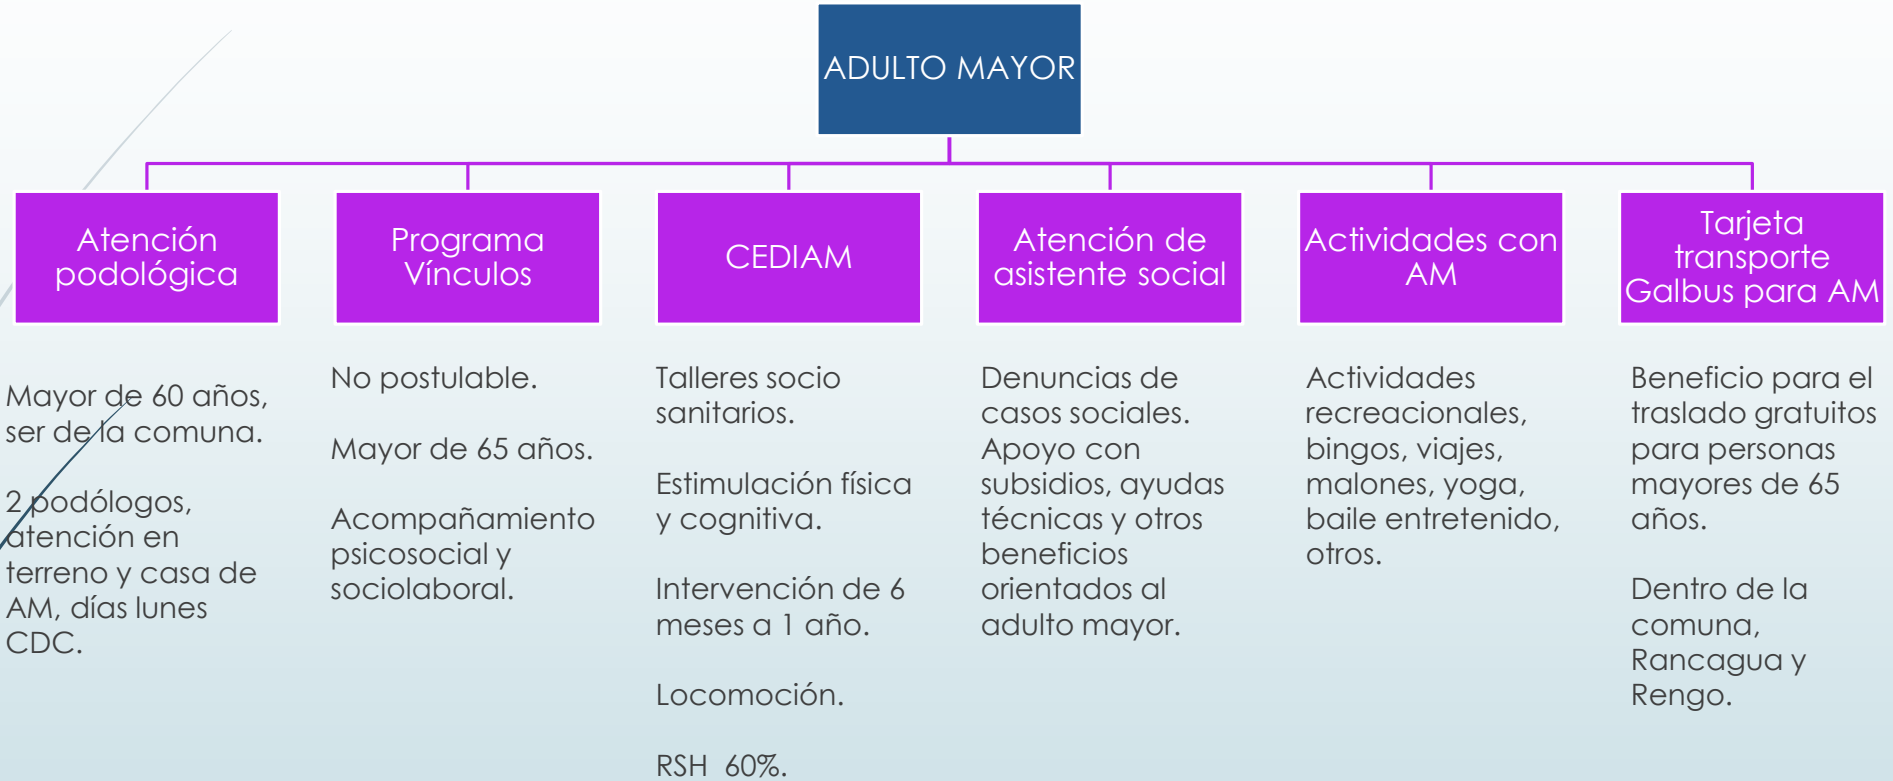 ADULTO MAYOR
Atención
podológica
Programa
Vínculos
CEDIAM
Atención de
asistente social
Actividades con
AM
Tarjeta
transporte
Galbus para AM
Mayor de 60 años,
ser de la comuna.
2 podólogos,
atención en
terreno y casa de
AM, días lunes
CDC.
No postulable.
Mayor de 65 años.
Acompañamiento
psicosocial y
sociolaboral.
Talleres socio
sanitarios.
Estimulación física
y cognitiva.
Intervención de 6
meses a 1 año.
Locomoción.
RSH 60%.
Denuncias de
casos sociales.
Apoyo con
subsidios, ayudas
técnicas y otros
beneficios
orientados al
adulto mayor.
Actividades
recreacionales,
bingos, viajes,
malones, yoga,
baile entretenido,
otros.
Beneficio para el
traslado gratuitos
para personas
mayores de 65
años.
Dentro de la
comuna,
Rancagua y
Rengo.